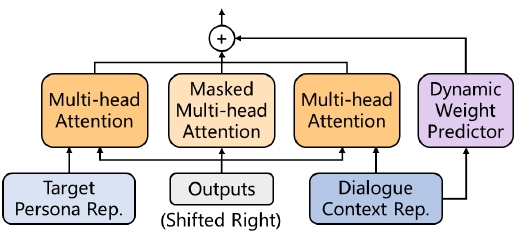 +
Multi-head
Attention
Masked
Multi-head
Attention
Multi-head
Attention
Dynamic
Weight
Predictor
Target
Persona Rep.
Outputs
(Shifted Right)
Dialogue
Context Rep.